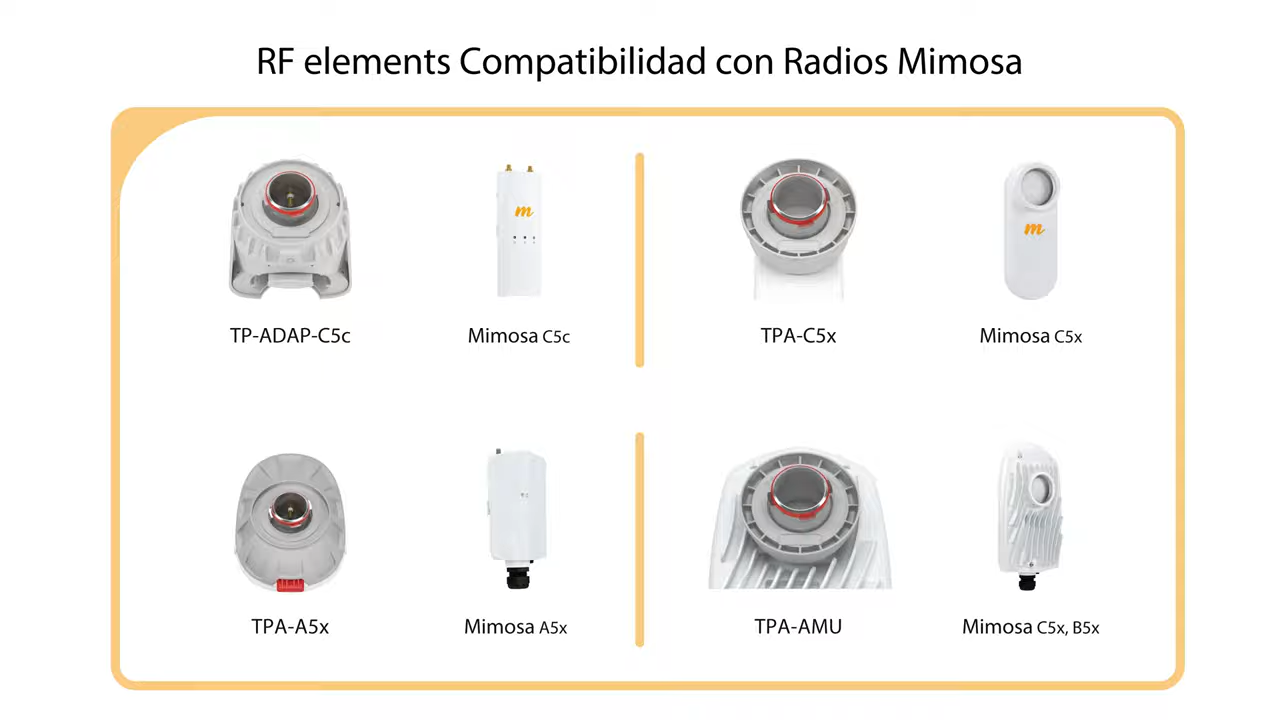 RF elements Compatibilidad con Radios Mimosa
TP-ADAP-C5c
Mimosa C5c
TPA-C5x
Mimosa C5x
TPA-A5x
Mimosa A5x
TPA-AMU
Mimosa C5x, B5x